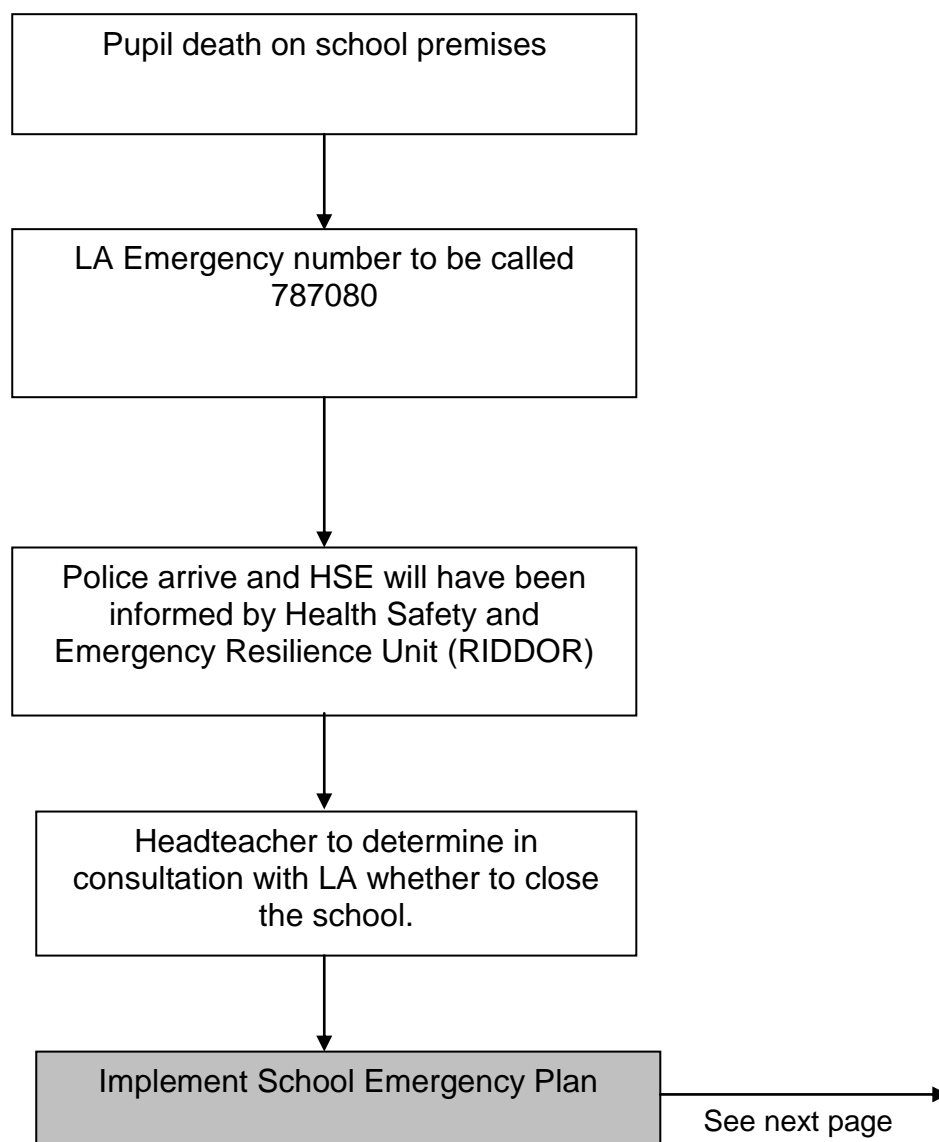 Pupil death on school premises
LA Emergency number to be called
787080
Police arrive and HSE will have been
informed by Health Safety and
Emergency Resilience Unit (RIDDOR)
Headteacher to determine in
consultation with LA whether to close
the school.
Implement School Emergency Plan
See next page